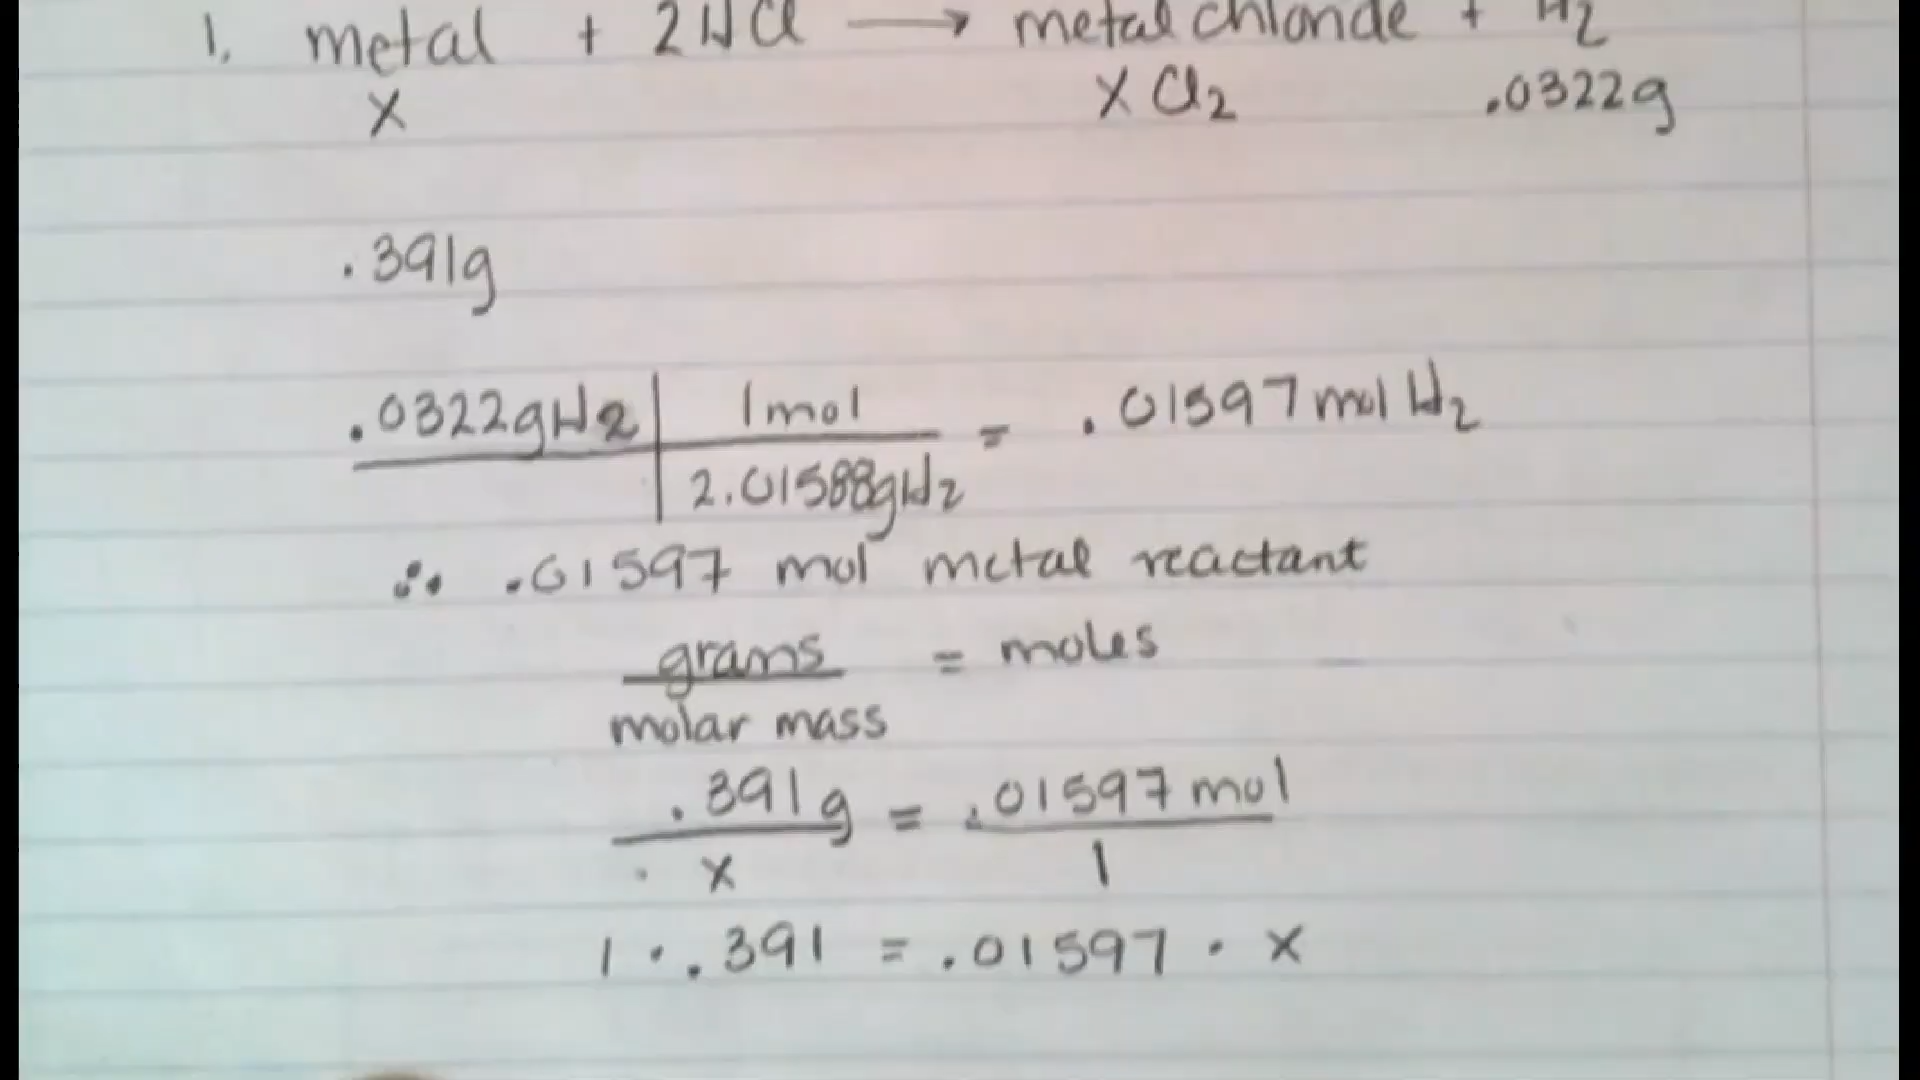 1. metal + 2HCl → metal chloride + H2
X XCl2 .0322g
.391g
.0322gH2 | 1mol = .01597 mol H2
2.01588gH2
∴ .01597 mol metal reactant
grams = moles
molar mass
.391g = .01597 mol
x 1
1 · .391 = .01597 · x